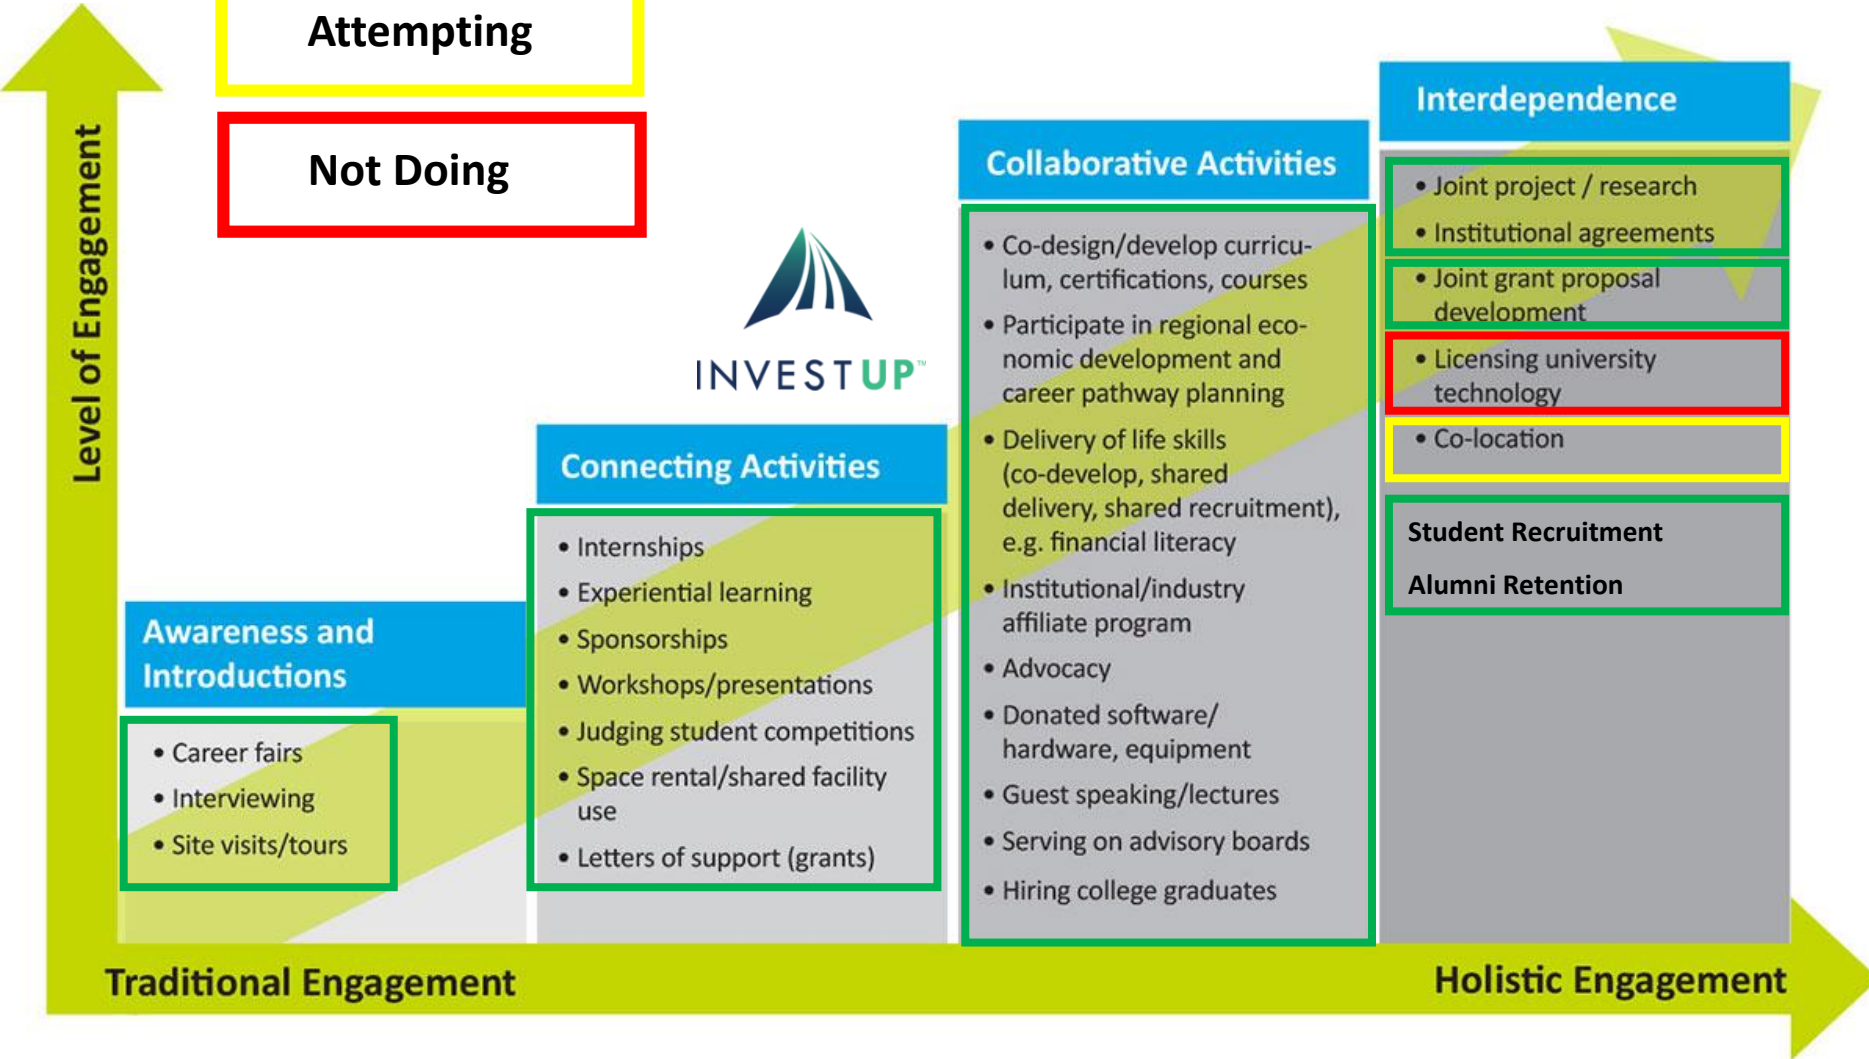 Attempting
Not Doing
Level of Engagement
INVESTUP™
Awareness and
Introductions
• Career fairs
• Interviewing
• Site visits/tours
Connecting Activities
• Internships
• Experiential learning
• Sponsorships
• Workshops/presentations
• Judging student competitions
• Space rental/shared facility
use
• Letters of support (grants)
Collaborative Activities
• Co-design/develop curricu-
lum, certifications, courses
• Participate in regional eco-
nomic development and
career pathway planning
• Delivery of life skills
(co-develop, shared
delivery, shared recruitment),
e.g. financial literacy
• Institutional/industry
affiliate program
• Advocacy
• Donated software/
hardware, equipment
• Guest speaking/lectures
• Serving on advisory boards
• Hiring college graduates
Interdependence
• Joint project / research
• Institutional agreements
• Joint grant proposal
development
• Licensing university
technology
• Co-location
Student Recruitment
Alumni Retention
Traditional Engagement
Holistic Engagement